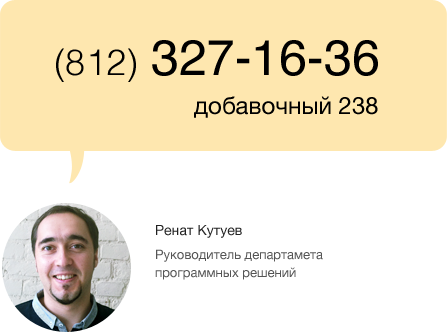 (812) 327-16-36
добавочный 238
Ренат Кутуев
Руководитель департамета
программных решений